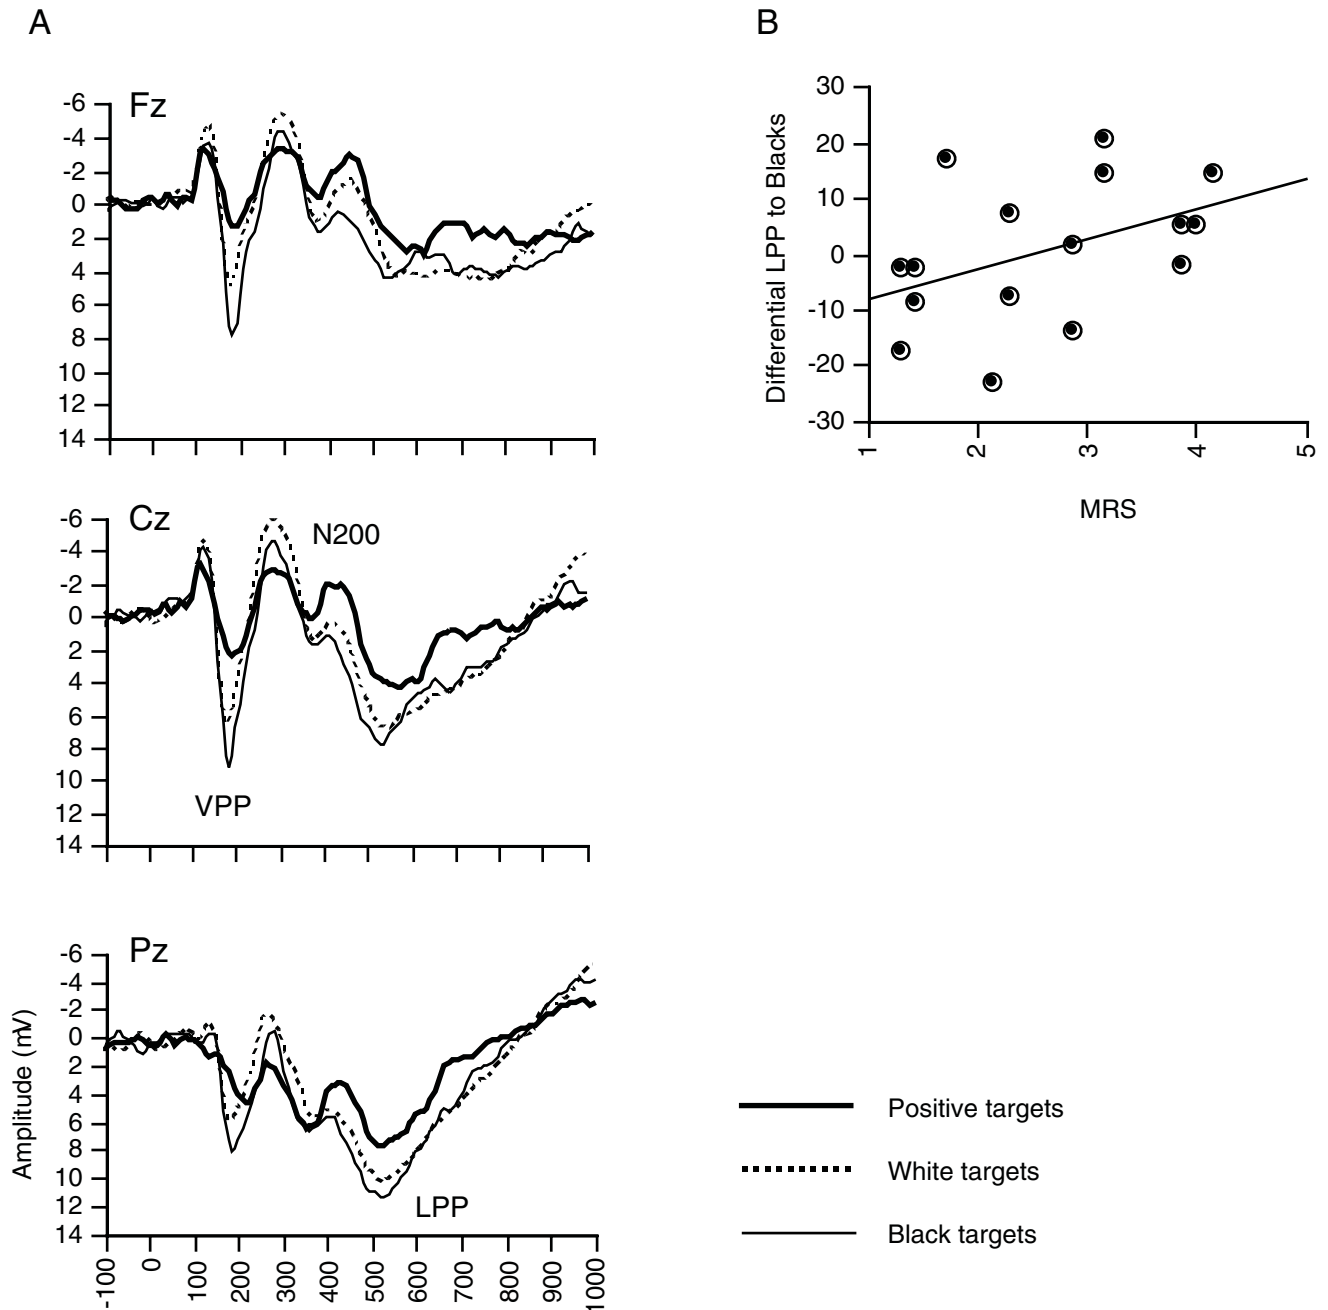 A
Fz
-6
-4
-2
0
2
4
6
8
10
12
14
Cz
N200
-6
-4
-2
0
2
4
6
8
10
12
14
VPP
Pz
-6
-4
-2
0
2
4
6
8
10
12
14
Amplitude (mV)
LPP
-100 0 100 200 300 400 500 600 700 800 900 1000
B
30
20
10
0
-10
-20
-30
Differential LPP to Blacks
1 2 3 4 5
MRS
Positive targets
White targets
Black targets